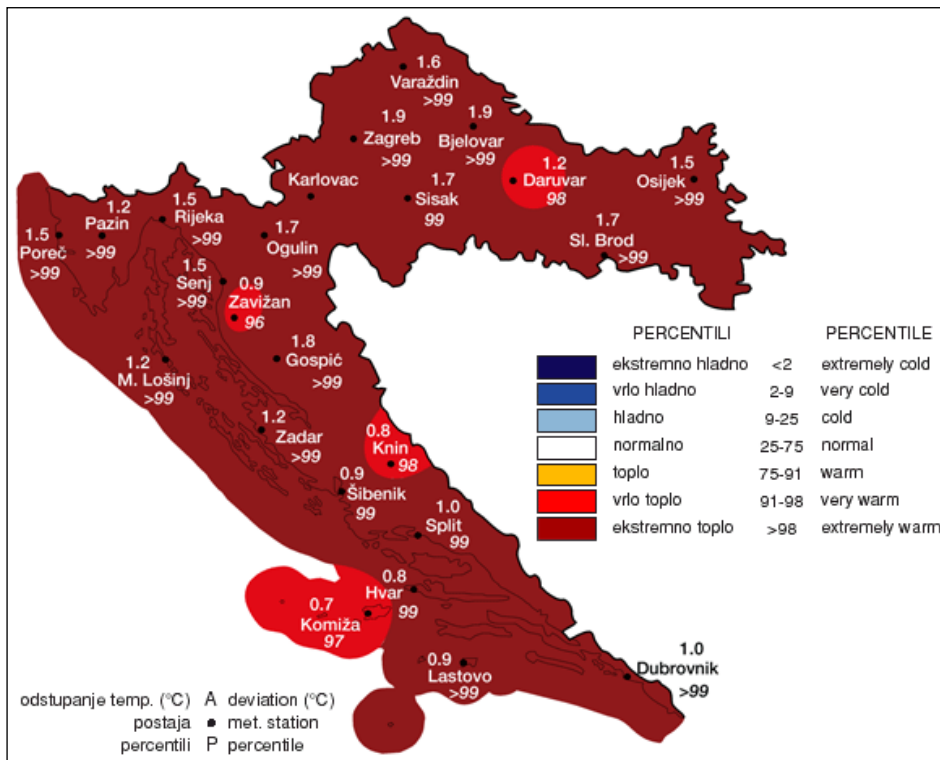 1.6
Varaždin
>99
1.9
Zagreb
>99
1.9
Bjelovar
>99
1.2
Daruvar
98
1.5
Osijek
>99
Karlovac
1.7
Sisak
99
1.7
Sl. Brod
>99
1.5
Poreč
>99
1.2
Pazin
>99
1.5
Rijeka
>99
1.7
Ogulin
>99
1.5
Senj
>99
0.9
Zavižan
96
1.8
Gospić
>99
1.2
M. Lošinj
>99
1.2
Zadar
>99
0.8
Knin
98
0.9
Šibenik
99
1.0
Split
99
0.8
Hvar
99
0.7
Komiža
97
0.9
Lastovo
>99
1.0
Dubrovnik
>99
PERCENTILI PERCENTILE
ekstremno hladno <2 extremely cold
vrlo hladno 2-9 very cold
hladno 9-25 cold
normalno 25-75 normal
toplo 75-91 warm
vrlo toplo 91-98 very warm
ekstremno toplo >98 extremely warm
odstupanje temp. (°C) A deviation (°C)
postaja ● met. station
percentili P percentile